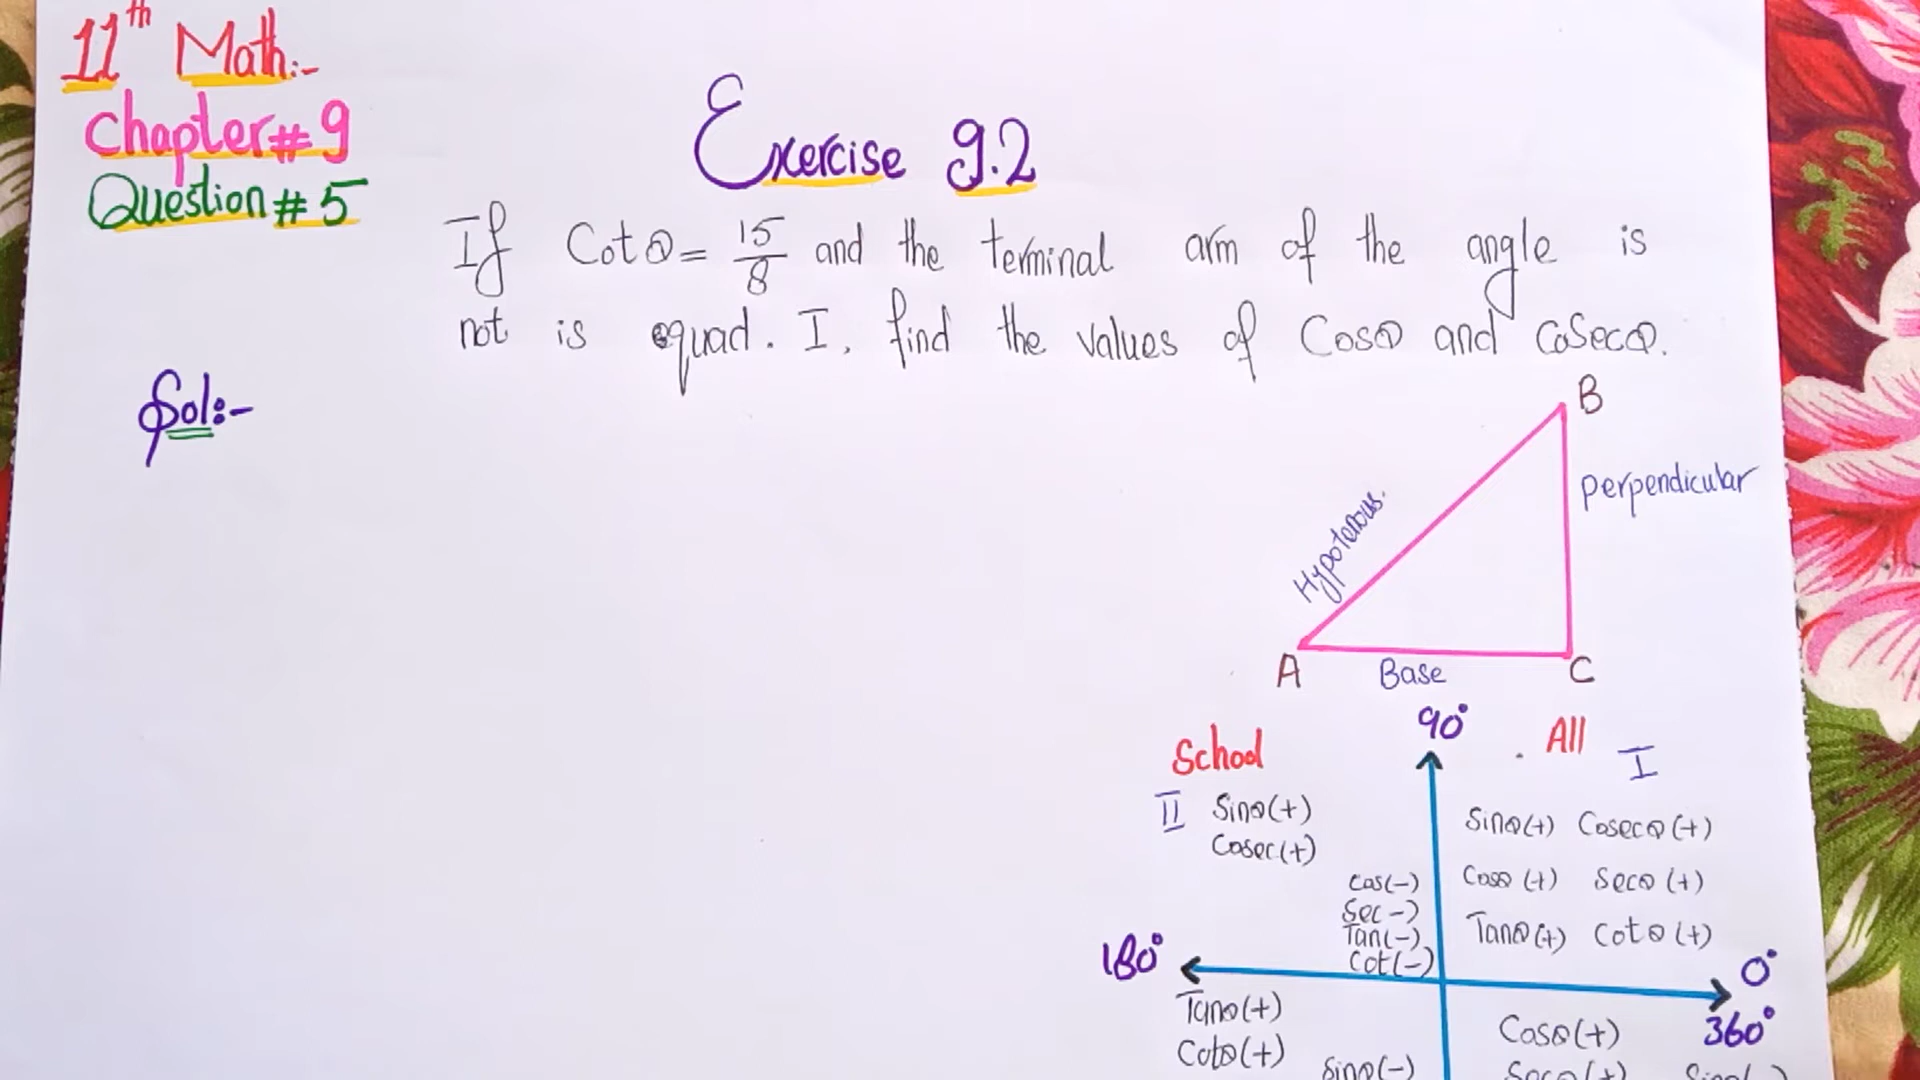 11th Math:-
Chapter# 9
Question # 5
Exercise 9.2
If Cotθ = 15/8 and the terminal arm of the angle is
not is quad. I, find the values of Cosθ and CoSecθ.
Sol:-
B
Perpendicular
Hypotenous.
A Base C
90°
School All I
II Sinθ(+)
Cosec(+)
Sinθ(+) Cosecθ(+)
Cos(-)
Sec(-)
Tan(-)
Cot(-)
Cosθ (+) Secθ (+)
Tanθ(+) Cotθ (+)
180° 0°
360°
Tanθ(+)
Cotθ(+)
Sinθ(-)
Cosθ(+)
Secθ(+)